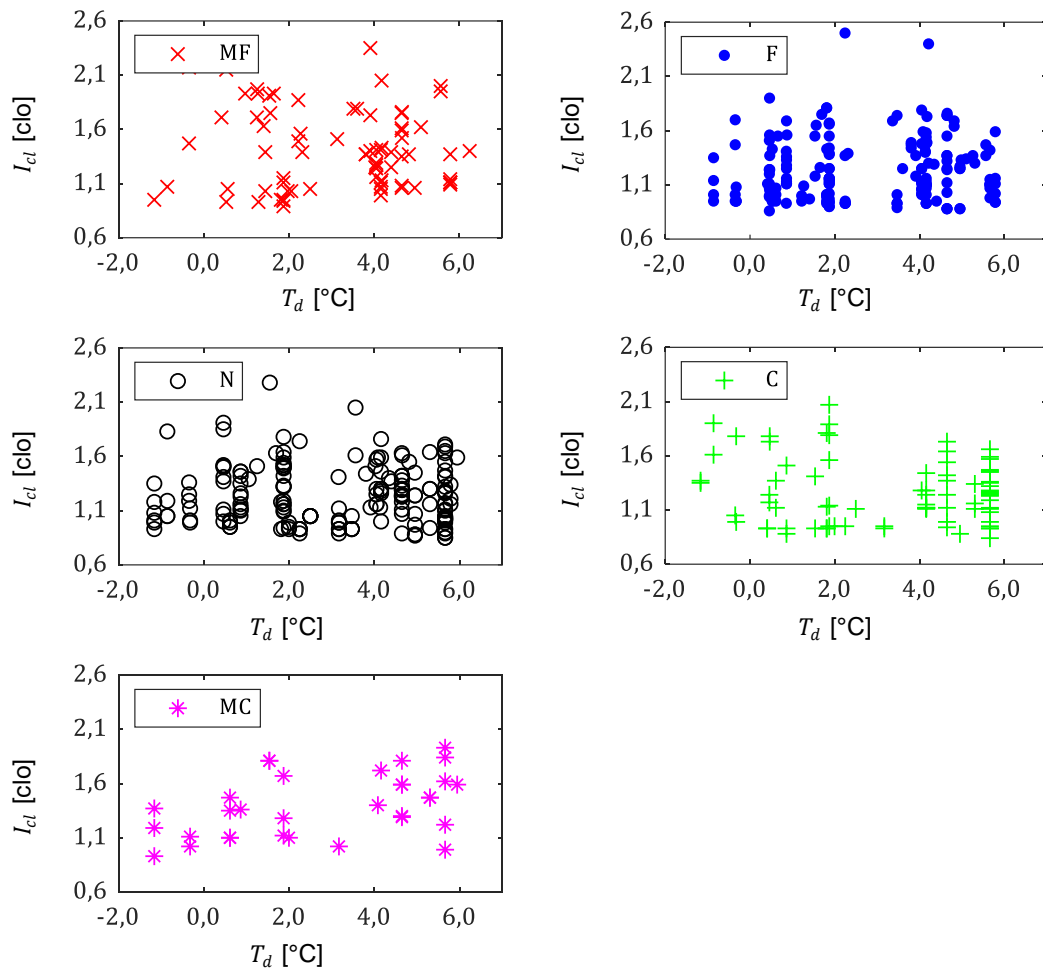 2,6
2,1
1,6
1,1
0,6
MF
I_cl [clo]
-2,0 0,0 2,0 4,0 6,0
T_d [°C]
2,6
2,1
1,6
1,1
0,6
F
I_cl [clo]
-2,0 0,0 2,0 4,0 6,0
T_d [°C]
2,6
2,1
1,6
1,1
0,6
N
I_cl [clo]
-2,0 0,0 2,0 4,0 6,0
T_d [°C]
2,6
2,1
1,6
1,1
0,6
C
I_cl [clo]
-2,0 0,0 2,0 4,0 6,0
T_d [°C]
2,6
2,1
1,6
1,1
0,6
MC
I_cl [clo]
-2,0 0,0 2,0 4,0 6,0
T_d [°C]